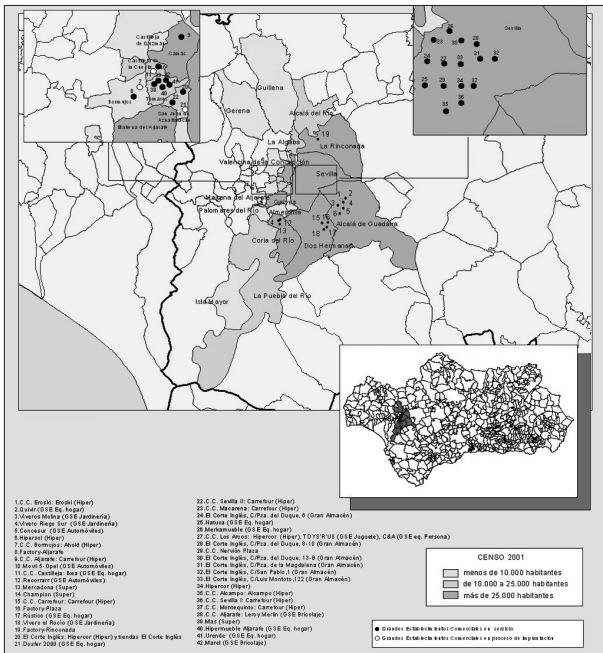 Castilleja de Guzmán
Camas
Castilleja de la Cuesta
Bormujos
Tomares
San Juan de Aznalfarache
Mairena del Aljarafe
Sevilla
Guillena
Gerena
Alcalá del Río
La Rinconada
La Algaba
Valencina de la Concepción
Sevilla
Mairena del Aljarafe
Gelves
Palomares del Río
Almensilla
Alcalá de Guadaira
Coria del Río
Dos Hermanas
La Puebla del Río
Isla Mayor
1.C.C. Eroski: Eroski (Hiper)
2.Quivir (GSE Eq. hogar)
3.Viveros Molina (GSE Jardinería)
4.Vivero Riego Sur (GSE Jardinería)
5.Concesur (GSE Automóviles)
6.Hipersol (Hiper)
7.C.C. Bormujos: Ahold (Hiper)
8.Factory-Aljarafe
9.C.C. Aljarafe: Carrefour (Hiper)
10.Movil 5-Opel (GSE Automóviles)
11.C.C. Castilleja: Ikea (GSE Eq. hogar)
12.Recorrarr (GSE Automóviles)
13.Mercadona (Super)
14.Champion (Super)
15.C.C. Carrefour: Carrefour (Hiper)
16.Factory-Plaza
17.Rústico (GSE Eq. hogar)
18.Vivero el Rocío (GSE Jardinería)
19.Factory-Rinconada
20.El Corte Inglés: Hipercor (Hiper) y tiendas El Corte Inglés
21.Dosfer 2000 (GSE Eq. hogar)
22.C.C. Sevilla II: Carrefour (Hiper)
23.C.C. Macarena: Carrefour (Hiper)
24.El Corte Inglés, C/Pza. del Duque, 6 (Gran Almacén)
25.Natusa (GSE Eq. hogar)
26.Merkamueble (GSE Eq. hogar)
27.C.C. Los Arcos: Hipercor (Hiper), TOYS'R'US (GSE Juguete), C&A (GSE eq. Persona)
28.El Corte Inglés, C/Pza. del Duque, 8-10 (Gran Almacén)
29.C.C. Nervión Plaza
30.El Corte Inglés, C/Pza. del Duque, 13-9 (Gran Almacén)
31.El Corte Inglés, C/Pza. de la Magdalena (Gran Almacén)
32.El Corte Inglés, C/San Pablo,1 (Gran Almacén)
33.El Corte Inglés, C/Luis Montoto,122 (Gran Almacén)
34.Hipercor (Hiper)
35.C.C. Alcampo: Alcampo (Hiper)
36.C.C. Sevilla I: Carrefour (Hiper)
37.C.C. Montequinto: Carrefour (Hiper)
38.C.C. Aljarafe: Leroy Merlin (GSE Bricolaje)
39.Mas (Super)
40.Hipermueble Aljarafe (GSE Eq. hogar)
41.Urende (GSE Eq. hogar)
42.Marel (GSE Bricolaje)
CENSO 2001
menos de 10.000 habitantes
de 10.000 a 25.000 habitantes
más de 25.000 habitantes
Grandes Establecimientos Comerciales en servicio
Grandes Establecimientos Comerciales en proceso de implantación